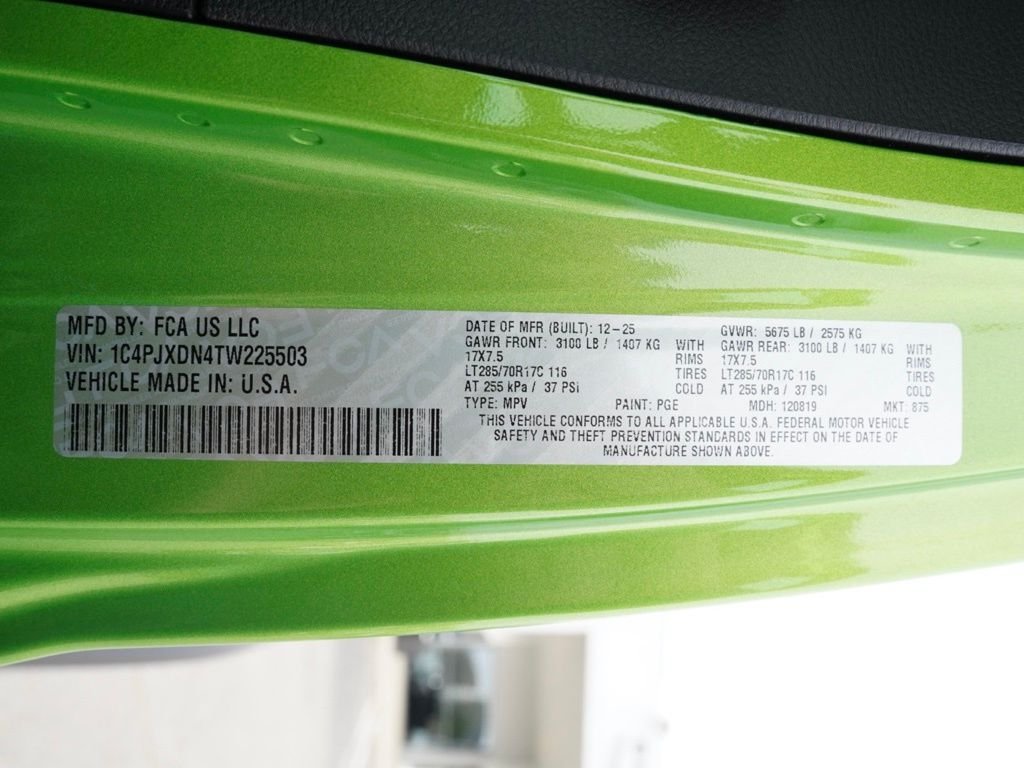 MFD BY: FCA US LLC
VIN: 1C4PJXDN4TW225503
VEHICLE MADE IN: U.S.A.
DATE OF MFR (BUILT): 12-25 GVWR: 5675 LB / 2575 KG
GAWR FRONT: 3100 LB / 1407 KG WITH GAWR REAR: 3100 LB / 1407 KG WITH
17X7.5 RIMS 17X7.5 RIMS
LT285/70R17C 116 TIRES LT285/70R17C 116 TIRES
AT 255 kPa / 37 PSI COLD AT 255 kPa / 37 PSI COLD
TYPE: MPV PAINT: PGE MDH: 120819 MKT: 875
THIS VEHICLE CONFORMS TO ALL APPLICABLE U.S.A. FEDERAL MOTOR VEHICLE
SAFETY AND THEFT PREVENTION STANDARDS IN EFFECT ON THE DATE OF
MANUFACTURE SHOWN ABOVE.